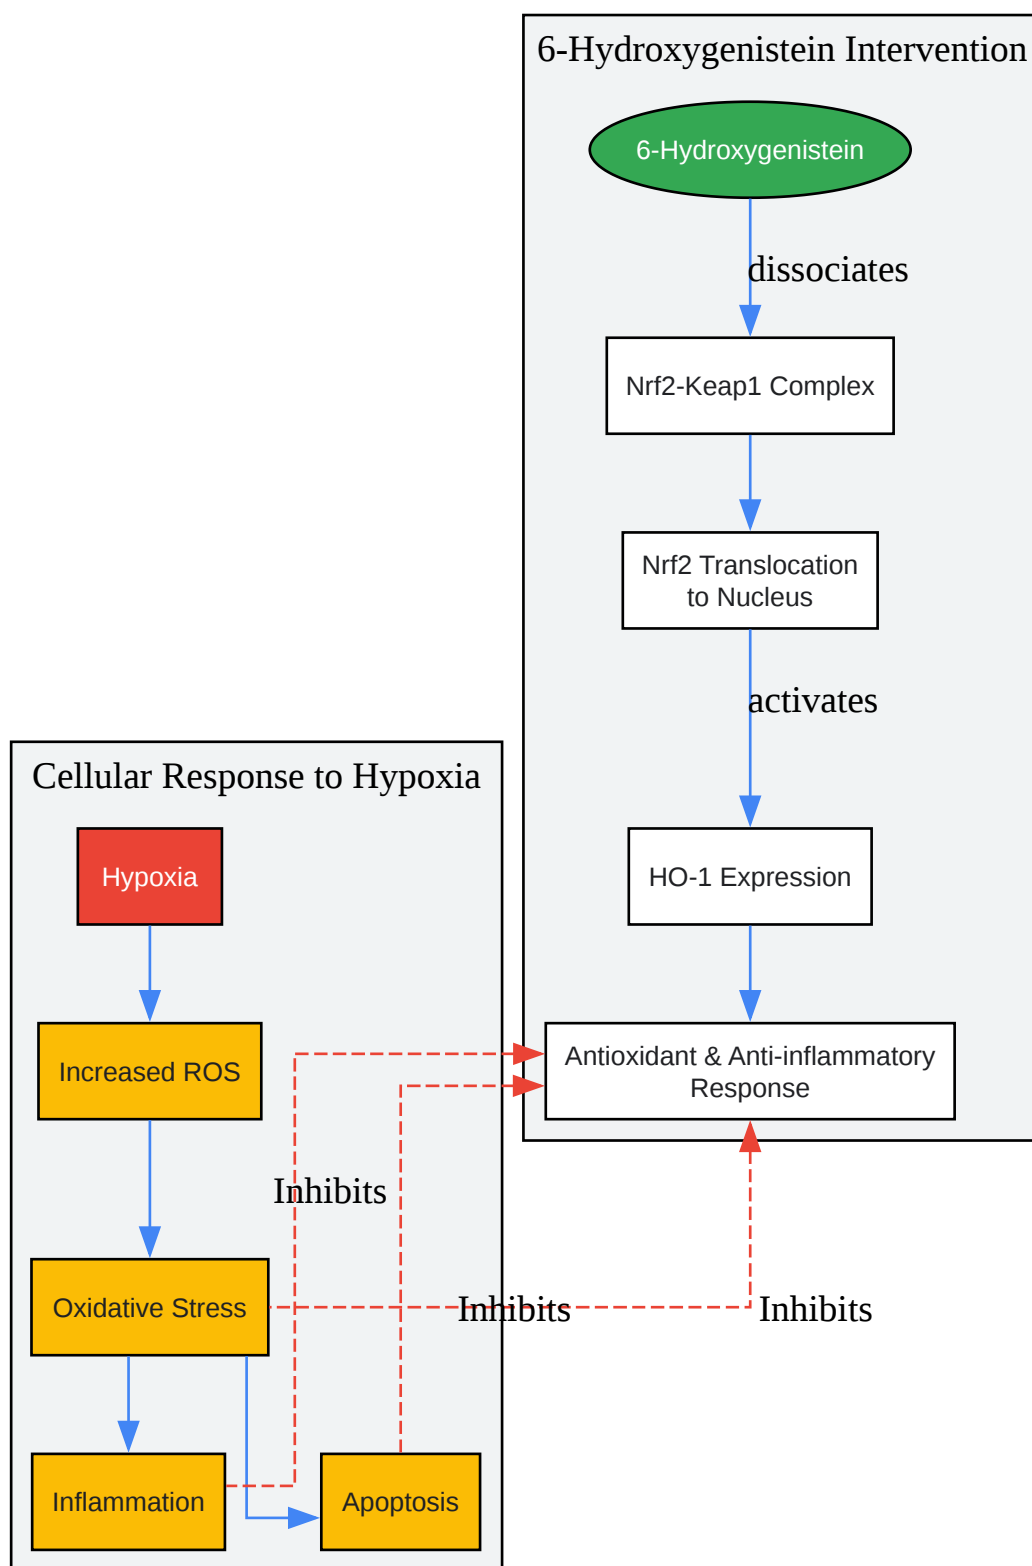 6-Hydroxygenistein Intervention
6-Hydroxygenistein
dissociates
Nrf2-Keap1 Complex
Nrf2 Translocation
to Nucleus
activates
HO-1 Expression
Antioxidant & Anti-inflammatory
Response
Cellular Response to Hypoxia
Hypoxia
Increased ROS
Inhibits
Oxidative Stress
Inhibits
Inhibits
Inflammation
Apoptosis